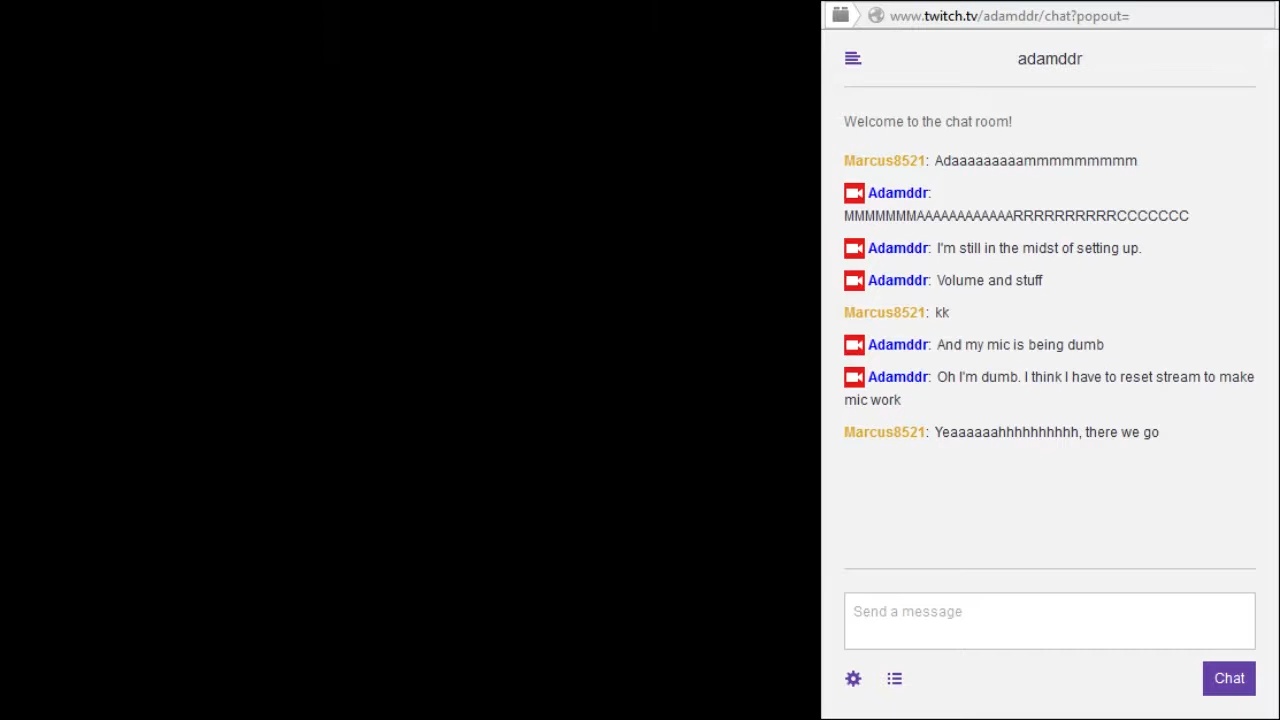 www.twitch.tv/adamddr/chat?popout=
adamddr
Welcome to the chat room!
Marcus8521: Adaaaaaaaaammmmmmmmm
Adamddr:
MMMMMMMAAAAAAAAAAAARRRRRRRRRRCCCCCCC
Adamddr: I'm still in the midst of setting up.
Adamddr: Volume and stuff
Marcus8521: kk
Adamddr: And my mic is being dumb
Adamddr: Oh I'm dumb. I think I have to reset stream to make
mic work
Marcus8521: Yeaaaaaahhhhhhhhhh, there we go
Send a message
Chat